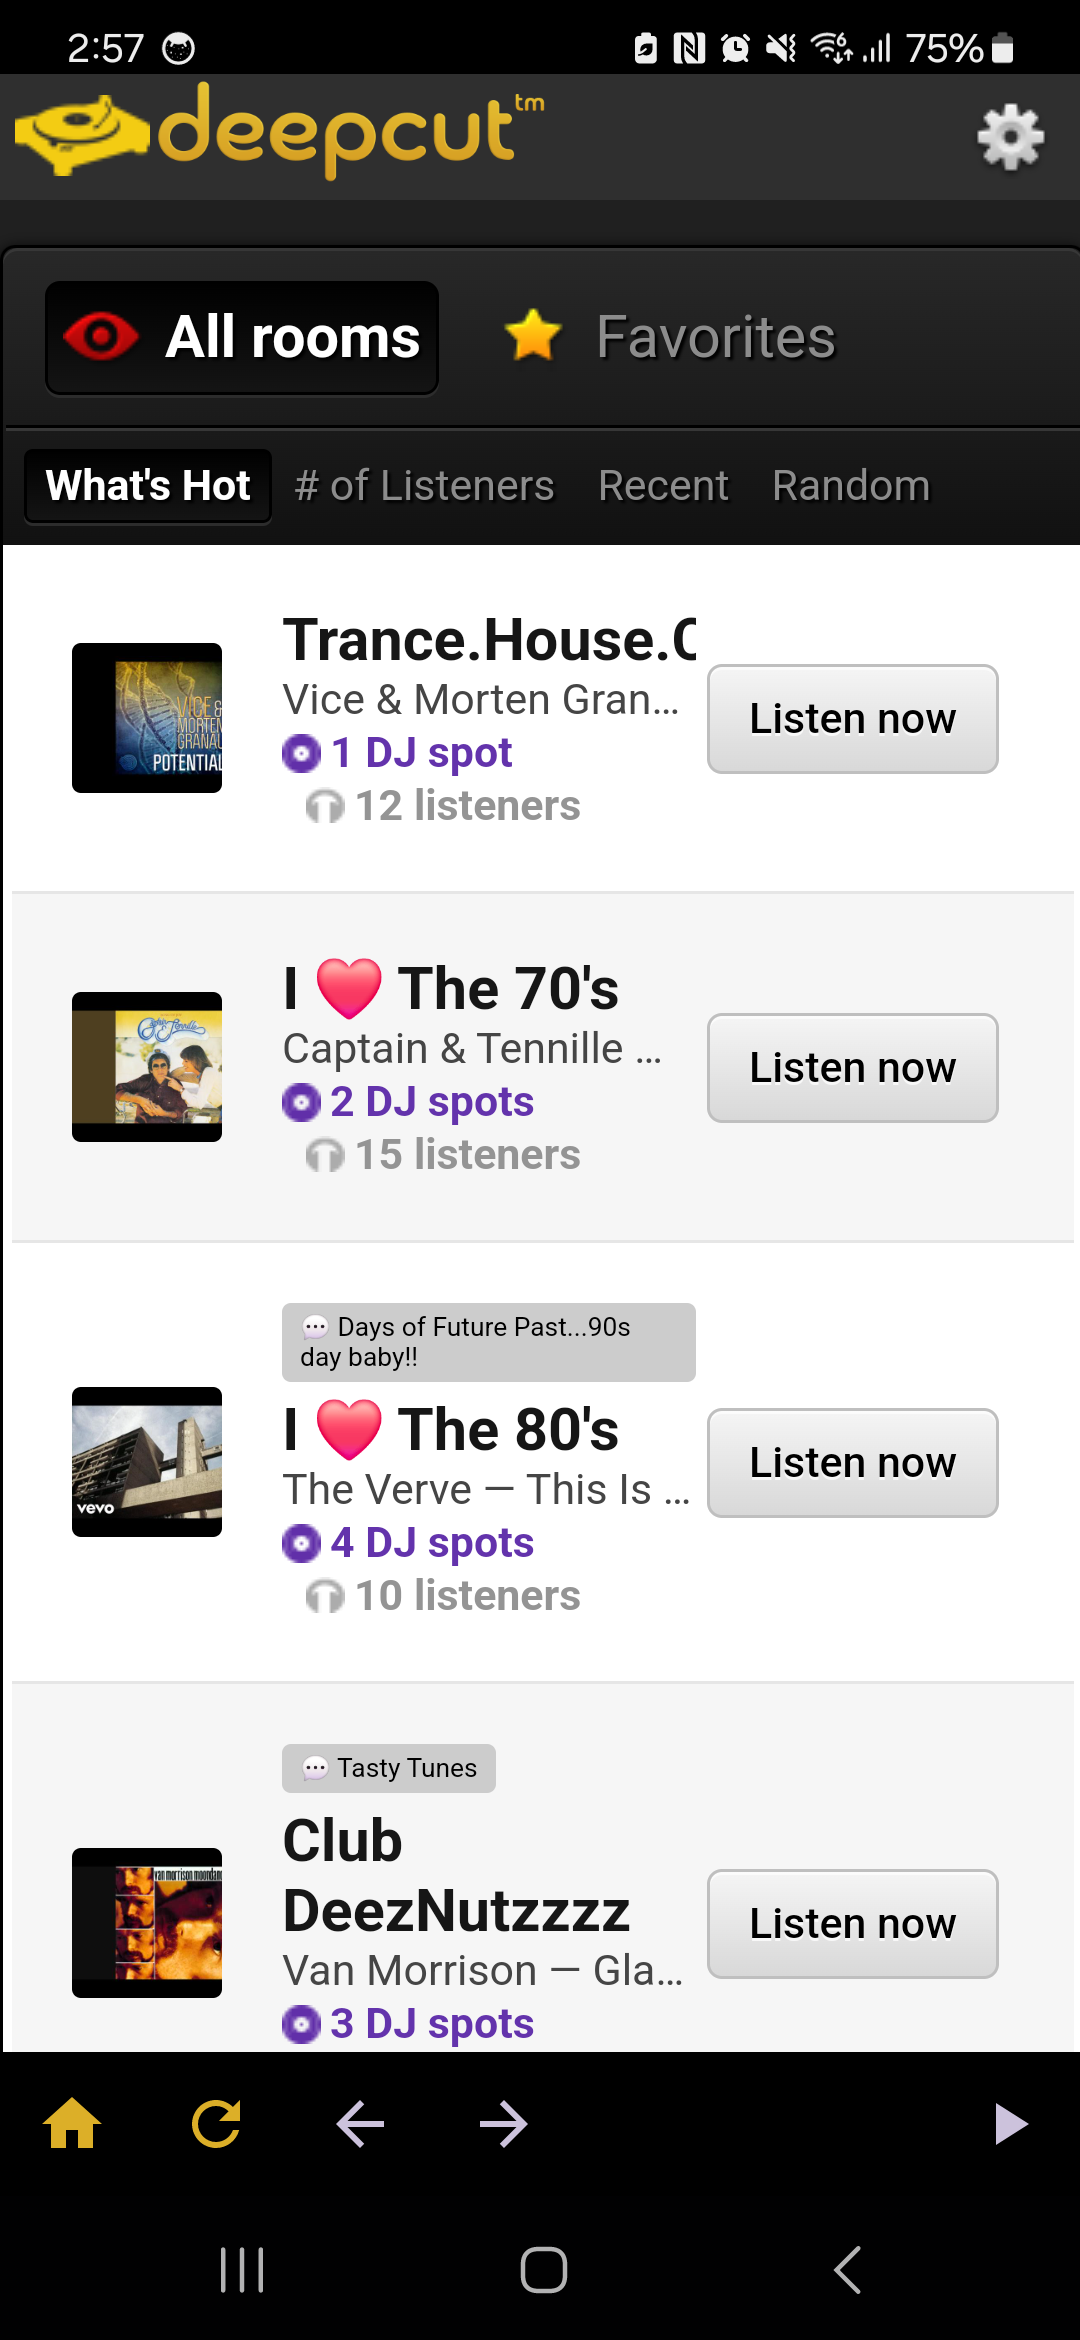 2:57
75%
deepcut™
All rooms
Favorites
What's Hot
# of Listeners
Recent
Random
VICE &
MORTEN
GRANAU
POTENTIAL
Trance.House.
Vice & Morten Gran...
1 DJ spot
12 listeners
Listen now
Captain & Tennille
I ❤️ The 70's
Captain & Tennille ...
2 DJ spots
15 listeners
Listen now
💬 Days of Future Past...90s
day baby!!
vevo
I ❤️ The 80's
The Verve — This Is ...
4 DJ spots
10 listeners
Listen now
💬 Tasty Tunes
van morrison moondance
Club
DeezNutzzzz
Van Morrison — Gla...
3 DJ spots
Listen now